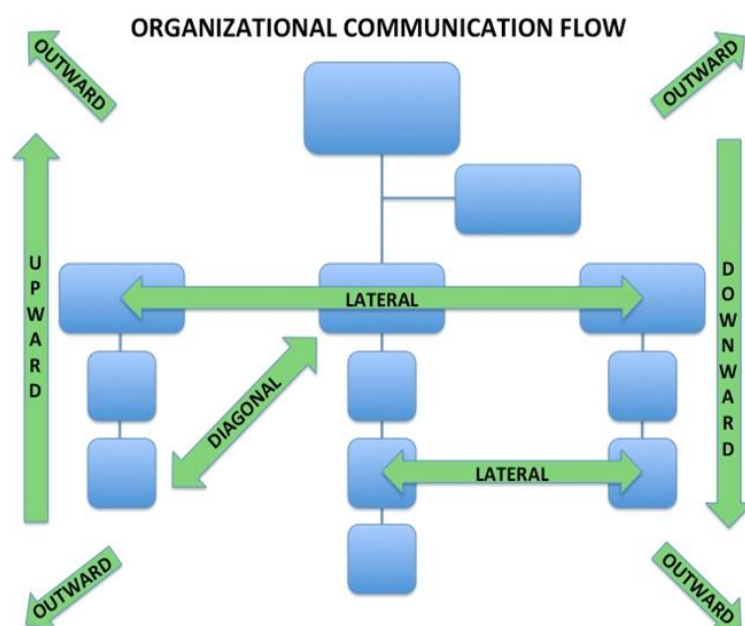 ORGANIZATIONAL COMMUNICATION FLOW
OUTWARD
OUTWARD
UPWARD
LATERAL
DOWNWARD
DIAGONAL
LATERAL
OUTWARD
OUTWARD